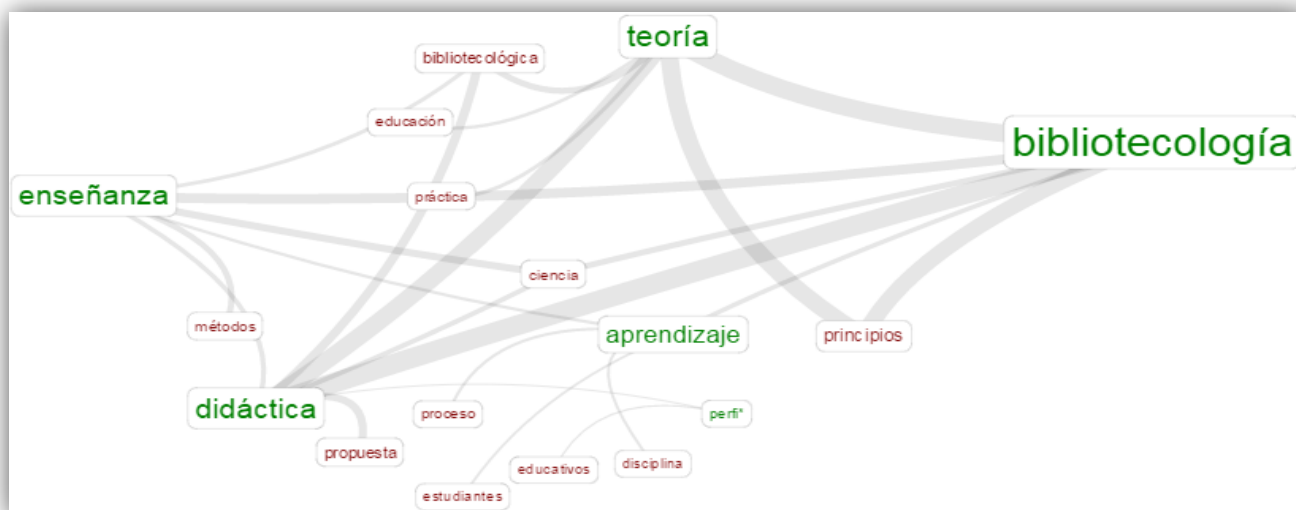 teoría
bibliotecológica
educación
bibliotecología
enseñanza
práctica
ciencia
métodos
aprendizaje
principios
didáctica
proceso
perfi*
propuesta
educativos
disciplina
estudiantes